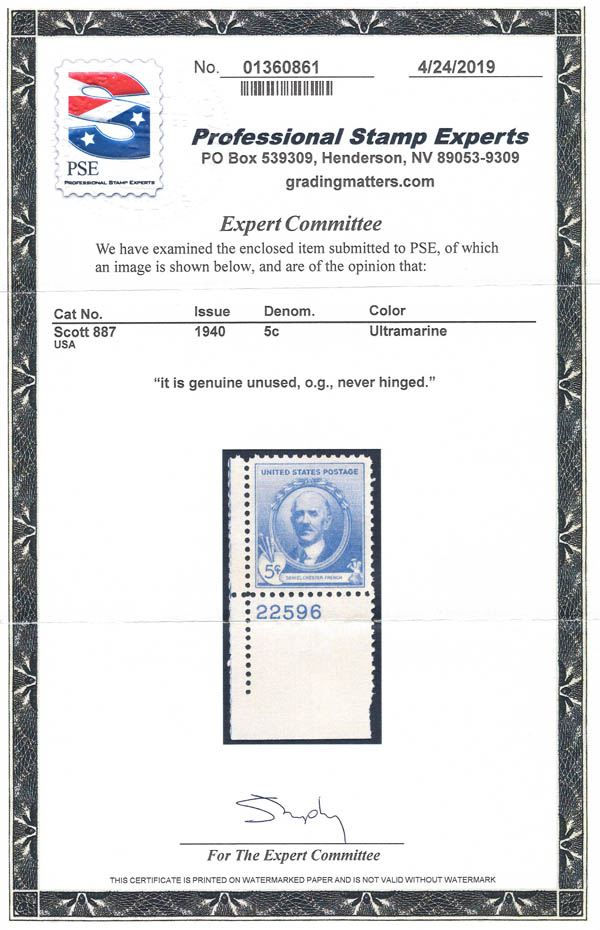 No. 01360861 4/24/2019
S
PSE
PROFESSIONAL STAMP EXPERTS
Professional Stamp Experts
PO Box 539309, Henderson, NV 89053-9309
gradingmatters.com
Expert Committee
We have examined the enclosed item submitted to PSE, of which
an image is shown below, and are of the opinion that:
Cat No. Issue Denom. Color
Scott 887 1940 5c Ultramarine
USA
“it is genuine unused, o.g., never hinged.”
UNITED STATES POSTAGE
5¢
DANIEL CHESTER FRENCH
22596
For The Expert Committee
THIS CERTIFICATE IS PRINTED ON WATERMARKED PAPER AND IS NOT VALID WITHOUT WATERMARK